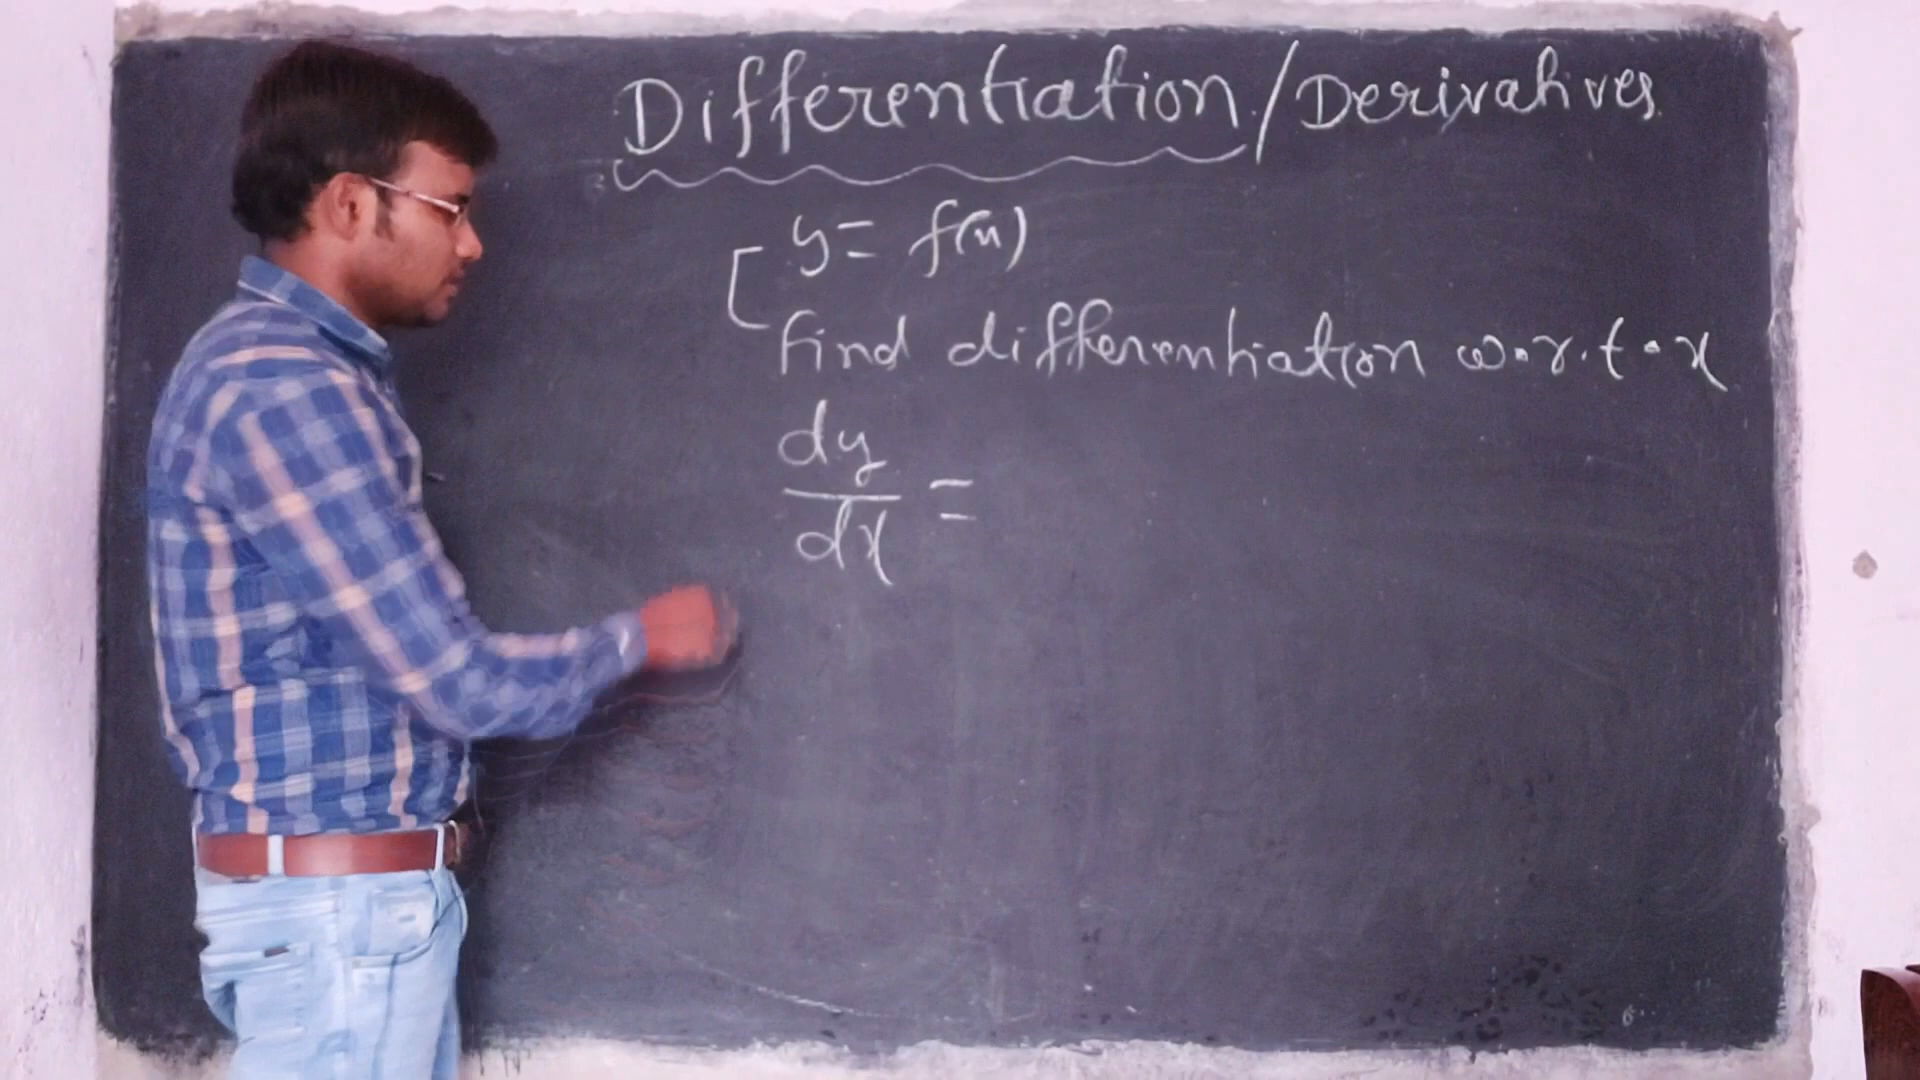 Differentiation / Derivatives
y = f(x)
find differentiation w.r.t. x
dy
dx =